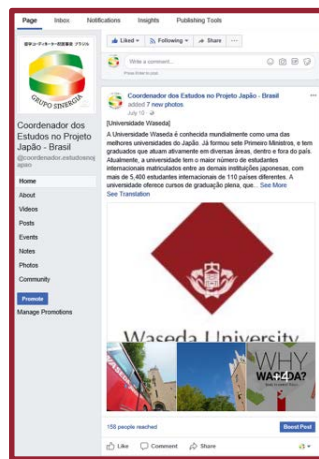 Page Inbox Notifications Insights Publishing Tools
Liked Following Share ...
Write a comment...
Press Enter to post.
GRUPO SINERGIA
Coordenador
dos Estudos
no Projeto
Japão - Brasil
Home
About
Videos
Posts
Events
Notes
Photos
Community
Promote
Manage Promotions
Coordenador dos Estudos no Projeto Japão - Brasil
added 7 new photos
[Universidade Waseda]
A Universidade Waseda é conhecida mundialmente como uma das
melhores universidades do Japão. Já formou sete Primeiro Ministros, e tem
graduados que atuam ativamente em diversas áreas, dentro e fora do país.
Atualmente, a universidade tem o maior número de estudantes
internacionais matriculados entre as demais instituições japonesas, com
mais de 5,400 estudantes internacionais de 110 países diferentes. A
universidade oferece cursos de graduação plena, que... See More
See Translation
Waseda University
WHY
WASEDA?
+4
158 people reached
Boost Post
Like Comment Share